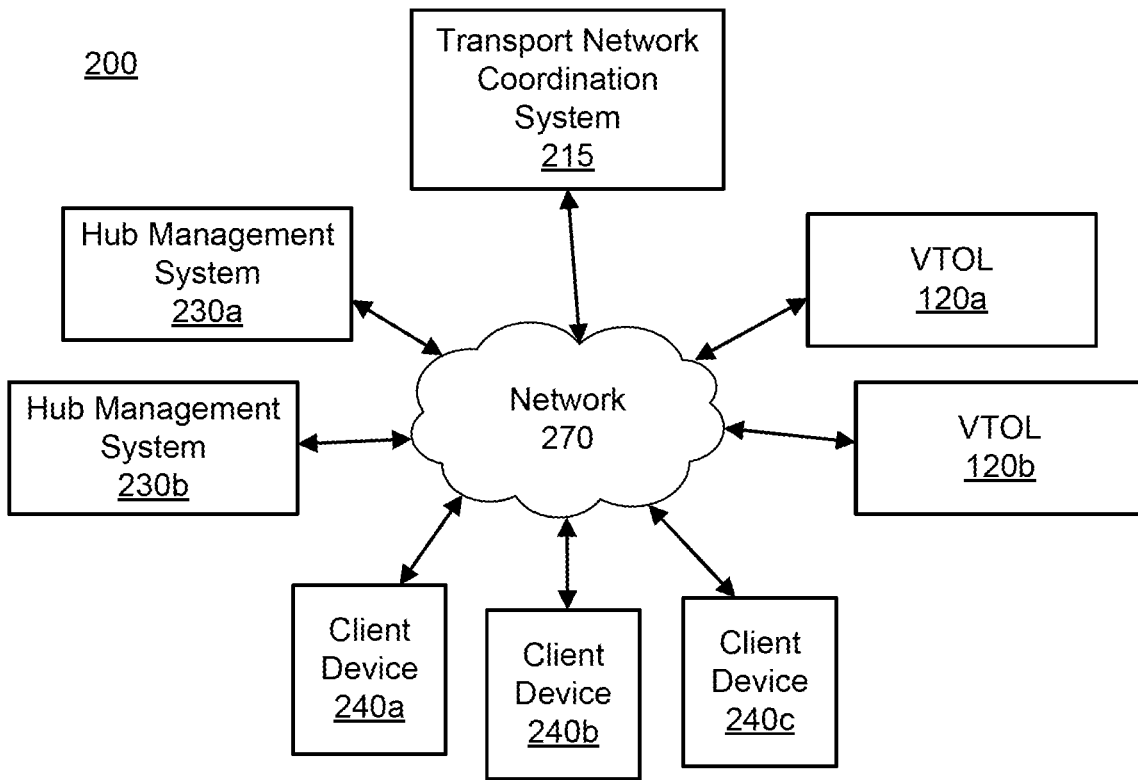 200
Transport Network
Coordination
System
215
Hub Management
System
230a
VTOL
120a
Hub Management
System
230b
Network
270
VTOL
120b
Client
Device
240a
Client
Device
240b
Client
Device
240c